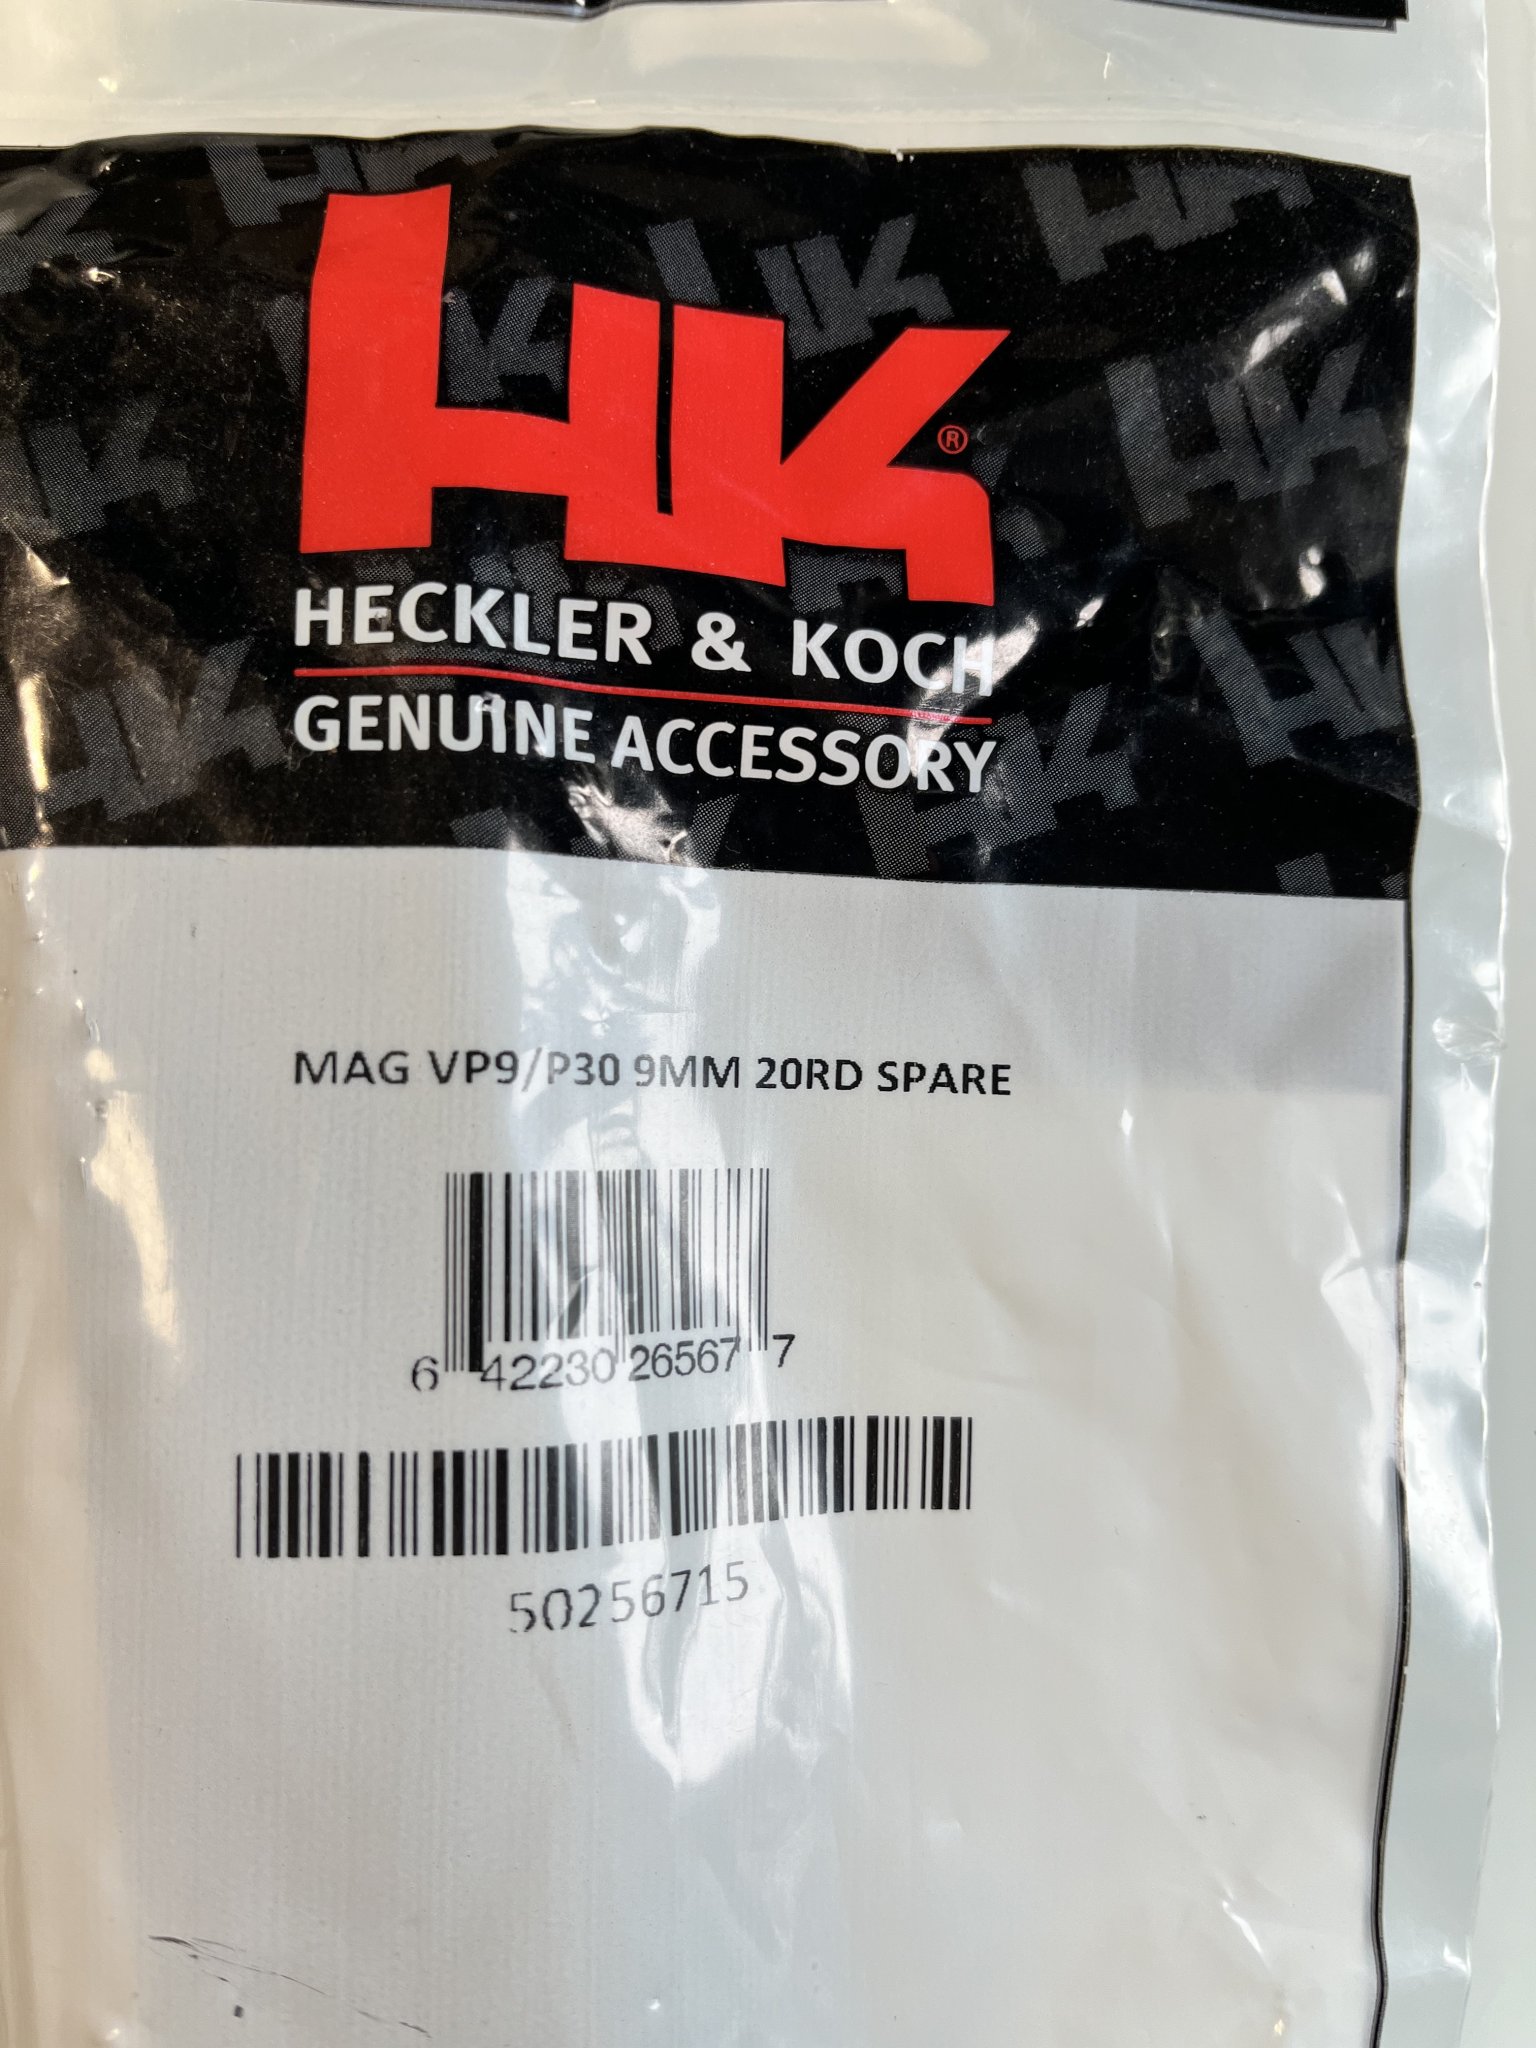 HK®
HECKLER & KOCH
GENUINE ACCESSORY
MAG VP9/P30 9MM 20RD SPARE
6 42230 26567 7
50256715